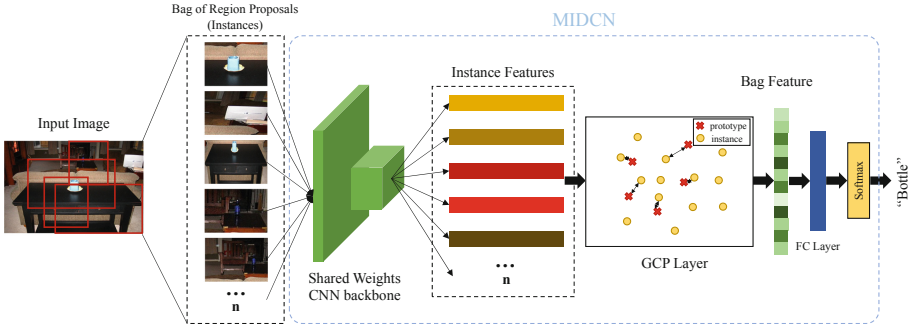 Bag of Region Proposals
(Instances)
MIDCN
Input Image
Instance Features
Bag Feature
prototype
instance
Shared Weights
CNN backbone
...
n
...
n
GCP Layer
FC Layer
Softmax
“Bottle”